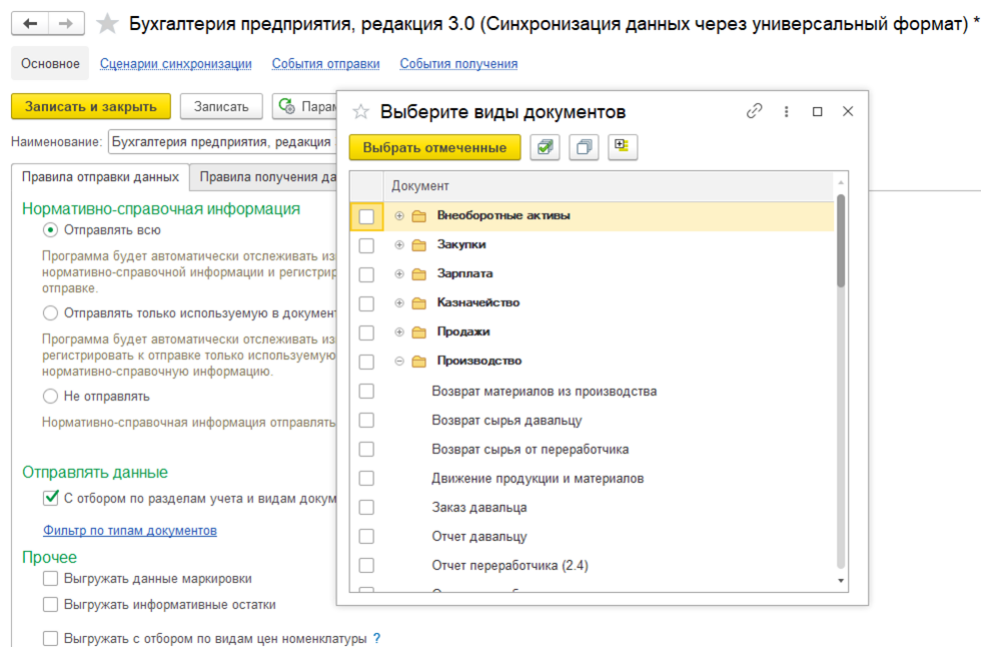 Бухгалтерия предприятия, редакция 3.0 (Синхронизация данных через универсальный формат) *
Основное Сценарии синхронизации События отправки События получения
Записать и закрыть Записать Парам
Наименование: Бухгалтерия предприятия, редакция
Правила отправки данных Правила получения да
Нормативно-справочная информация
Отправлять всю
Программа будет автоматически отслеживать из
нормативно-справочной информации и регистрир
отправке.
Отправлять только используемую в докумен
Программа будет автоматически отслеживать из
регистрировать к отправке только используемую
нормативно-справочную информацию.
Не отправлять
Нормативно-справочная информация отправлять
Отправлять данные
С отбором по разделам учета и видам докум
Фильтр по типам документов
Прочее
Выгружать данные маркировки
Выгружать информативные остатки
Выгружать с отбором по видам цен номенклатуры ?
Выберите виды документов
Выбрать отмеченные
Документ
Внеоборотные активы
Закупки
Зарплата
Казначейство
Продажи
Производство
Возврат материалов из производства
Возврат сырья давальцу
Возврат сырья от переработчика
Движение продукции и материалов
Заказ давальца
Отчет давальцу
Отчет переработчика (2.4)